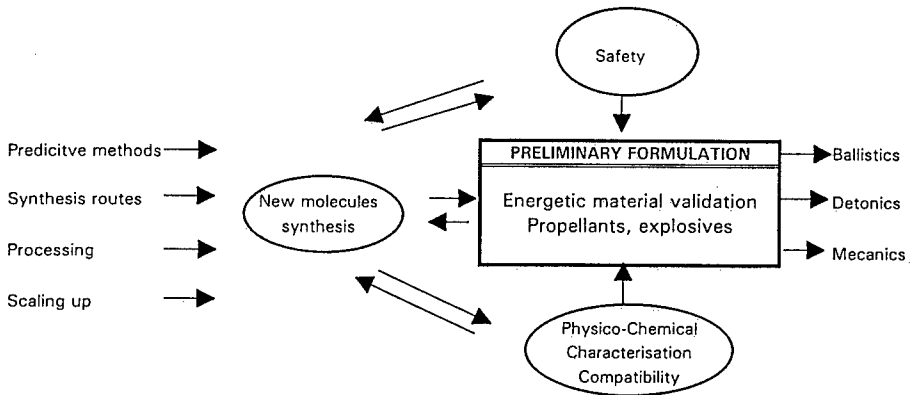 Safety
Predicitve methods
Synthesis routes
Processing
Scaling up
New molecules
synthesis
PRELIMINARY FORMULATION
Energetic material validation
Propellants, explosives
Ballistics
Detonics
Mecanics
Physico-Chemical
Characterisation
Compatibility